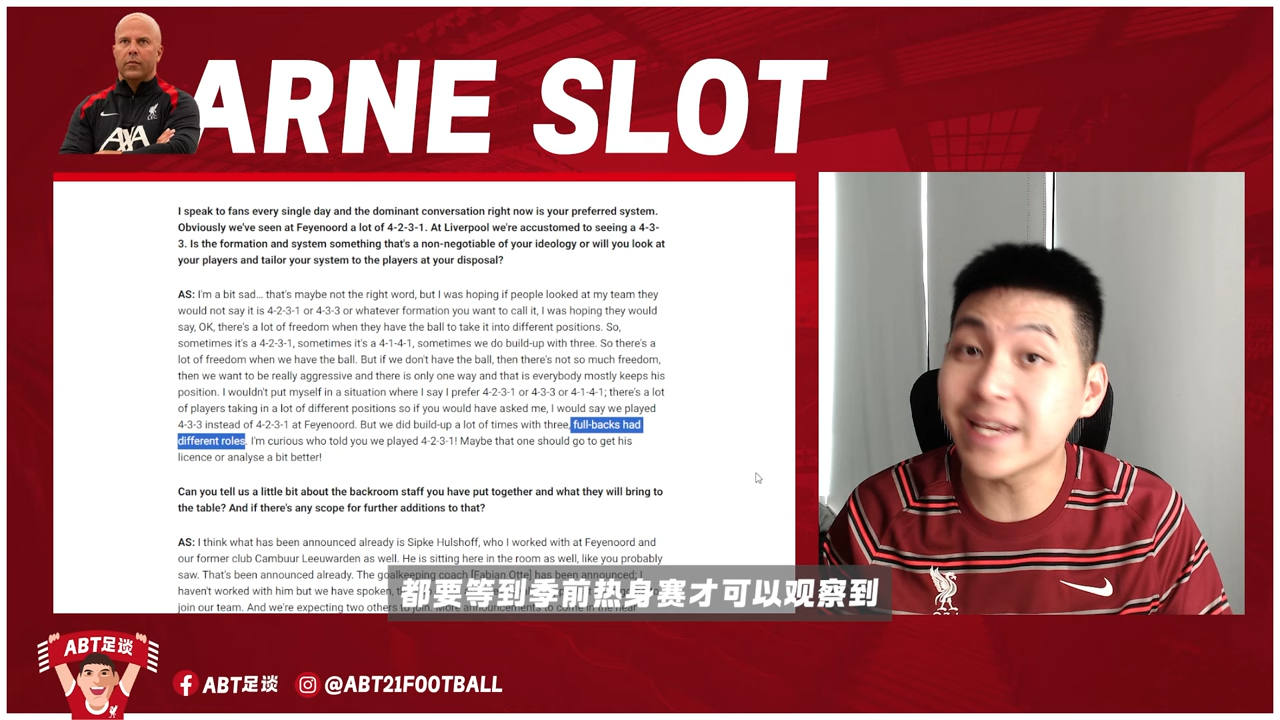 ARNE SLOT
AXA
I speak to fans every single day and the dominant conversation right now is your preferred system.
Obviously we've seen at Feyenoord a lot of 4-2-3-1. At Liverpool we're accustomed to seeing a 4-3-
3. Is the formation and system something that's a non-negotiable of your ideology or will you look at
your players and tailor your system to the players at your disposal?
AS: I'm a bit sad... that's maybe not the right word, but I was hoping if people looked at my team they
would not say it is 4-2-3-1 or 4-3-3 or whatever formation you want to call it, I was hoping they would
say, OK, there's a lot of freedom when they have the ball to take it into different positions. So,
sometimes it's a 4-2-3-1, sometimes it's a 4-1-4-1, sometimes we do build-up with three. So there's a
lot of freedom when we have the ball. But if we don't have the ball, then there's not so much freedom,
then we want to be really aggressive and there is only one way and that is everybody mostly keeps his
position. I wouldn't put myself in a situation where I say I prefer 4-2-3-1 or 4-3-3 or 4-1-4-1; there's a lot
of players taking in a lot of different positions so if you would have asked me, I would say we played
4-3-3 instead of 4-2-3-1 at Feyenoord. But we did build-up a lot of times with three, full-backs had
different roles. I'm curious who told you we played 4-2-3-1! Maybe that one should go to get his
licence or analyse a bit better!
Can you tell us a little bit about the backroom staff you have put together and what they will bring to
the table? And if there's any scope for further additions to that?
AS: I think what has been announced already is Sipke Hulshoff, who I worked with at Feyenoord and
our former club Cambuur Leeuwarden as well. He is sitting here in the room as well, like you probably
saw. That's been announced already. The goalkeeping coach [Fabian Otte] has been announced; I
haven't worked with him but we have spoken,
join our team. And we're expecting two others to join. More announcements to come in the near
都要等到季前热身赛才可以观察到
ABT足谈
ABT足谈
@ABT21FOOTBALL